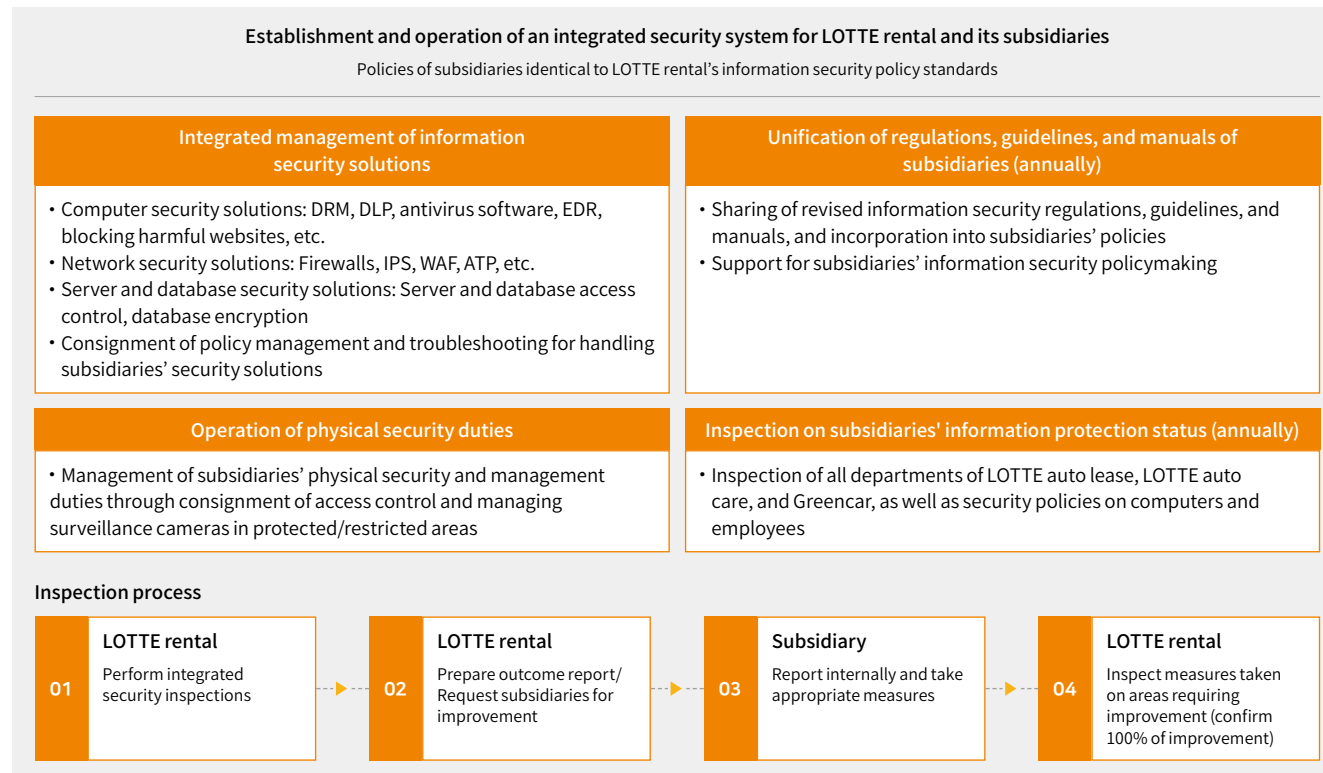 Establishment and operation of an integrated security system for LOTTE rental and its subsidiaries
Policies of subsidiaries identical to LOTTE rental’s information security policy standards
Integrated management of information
security solutions
• Computer security solutions: DRM, DLP, antivirus software, EDR,
blocking harmful websites, etc.
• Network security solutions: Firewalls, IPS, WAF, ATP, etc.
• Server and database security solutions: Server and database access
control, database encryption
• Consignment of policy management and troubleshooting for handling
subsidiaries’ security solutions
Unification of regulations, guidelines, and manuals of
subsidiaries (annually)
• Sharing of revised information security regulations, guidelines, and
manuals, and incorporation into subsidiaries’ policies
• Support for subsidiaries’ information security policymaking
Operation of physical security duties
• Management of subsidiaries’ physical security and management
duties through consignment of access control and managing
surveillance cameras in protected/restricted areas
Inspection on subsidiaries' information protection status (annually)
• Inspection of all departments of LOTTE auto lease, LOTTE auto
care, and Greencar, as well as security policies on computers and
employees
Inspection process
01
LOTTE rental
Perform integrated
security inspections
02
LOTTE rental
Prepare outcome report/
Request subsidiaries for
improvement
03
Subsidiary
Report internally and take
appropriate measures
04
LOTTE rental
Inspect measures taken
on areas requiring
improvement (confirm
100% of improvement)